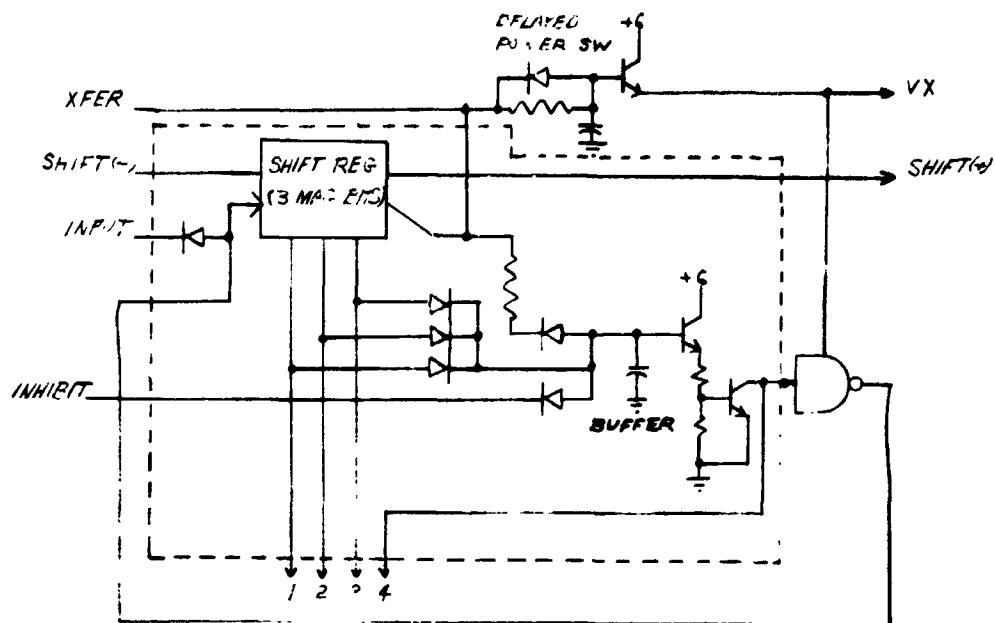 DELAYED
POWER SW
+6
XFER
VX
SHIFT(-)
SHIFT REG
SHIFT(+)
(3 MAG EMS)
INPUT
+6
INHIBIT
BUFFER
1 2 3 4